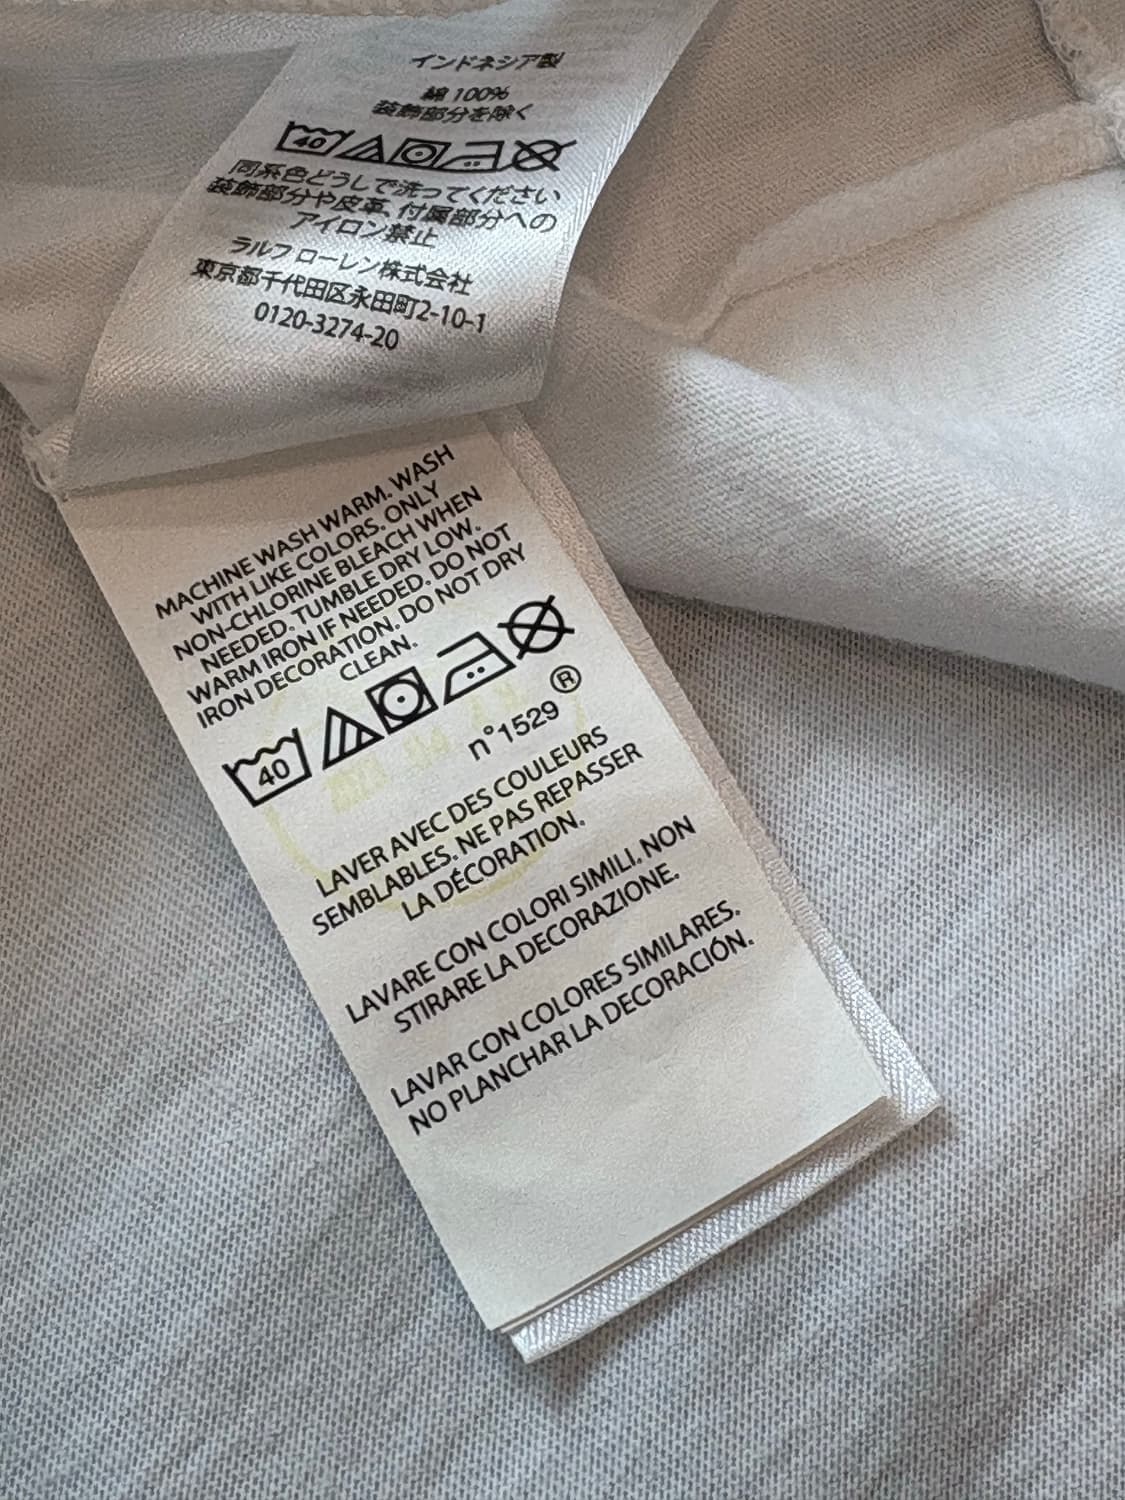 インドネシア製
綿 100%
装飾部分を除く
40
同系色どうしで洗ってください
装飾部分や皮革、付属部分への
アイロン禁止
ラルフ ローレン株式会社
東京都千代田区永田町2-10-1
0120-3274-20
MACHINE WASH WARM. WASH
WITH LIKE COLORS. ONLY
NON-CHLORINE BLEACH WHEN
NEEDED. TUMBLE DRY LOW.
WARM IRON IF NEEDED. DO NOT
IRON DECORATION. DO NOT DRY
CLEAN.
40
n°1529 ®
LAVER AVEC DES COULEURS
SEMBLABLES. NE PAS REPASSER
LA DÉCORATION.
LAVARE CON COLORI SIMILI. NON
STIRARE LA DECORAZIONE.
LAVAR CON COLORES SIMILARES.
NO PLANCHAR LA DECORACIÓN.